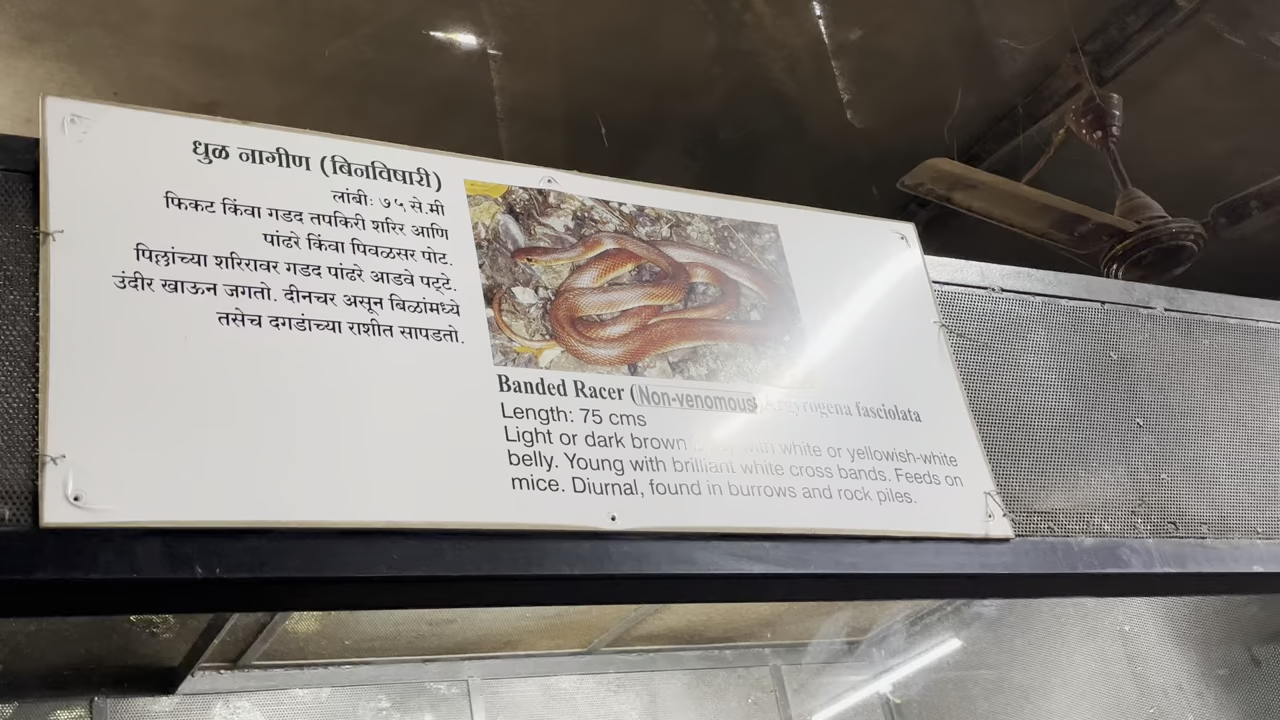 धुळ नागीण (बिनविषारी)
लांबी: ७५ से.मी
फिकट किंवा गडद तपकिरी शरिर आणि
पांढरे किंवा पिवळसर पोट.
पिल्लांच्या शरिरावर गडद पांढरे आडवे पट्टे.
उंदीर खाऊन जगतो. दीनचर असून बिळांमध्ये
तसेच दगडांच्या राशीत सापडतो.
Banded Racer (Non-venomous) Argyrogena fasciolata
Length: 75 cms
Light or dark brown with white or yellowish-white
belly. Young with brilliant white cross bands. Feeds on
mice. Diurnal, found in burrows and rock piles.